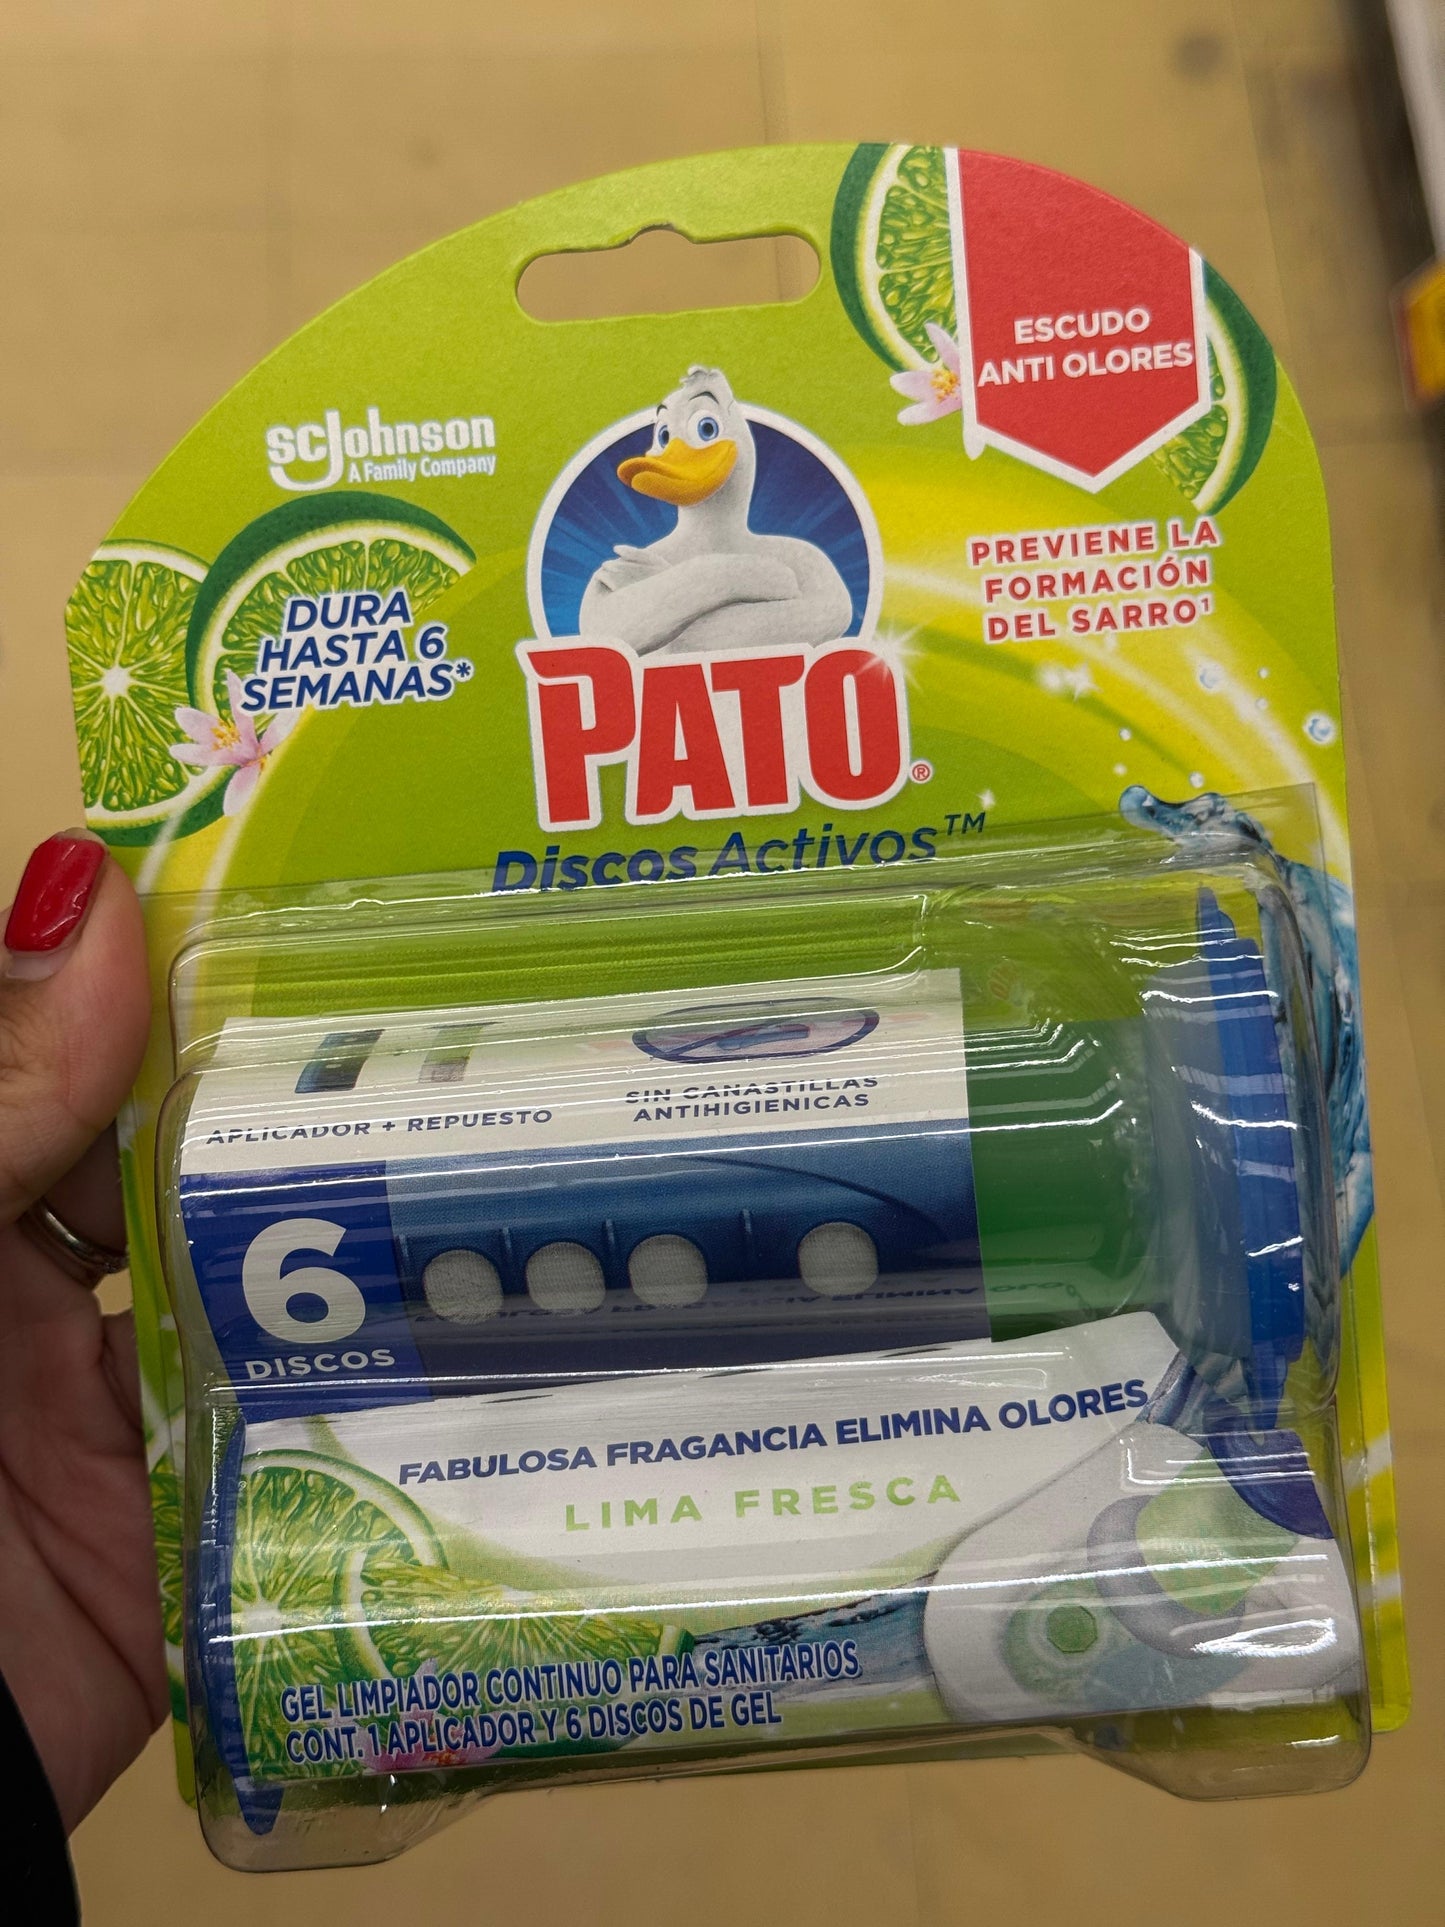 ESCUDO
ANTI OLORES
scJohnson
A Family Company
PREVIENE LA
FORMACIÓN
DEL SARRO¹
DURA
HASTA 6
SEMANAS*
PATO®
Discos Activos™
APLICADOR + REPUESTO
SIN CANASTILLAS
ANTIHIGIENICAS
6
DISCOS
FABULOSA FRAGANCIA ELIMINA OLORES
LIMA FRESCA
GEL LIMPIADOR CONTINUO PARA SANITARIOS
CONT. 1 APLICADOR Y 6 DISCOS DE GEL